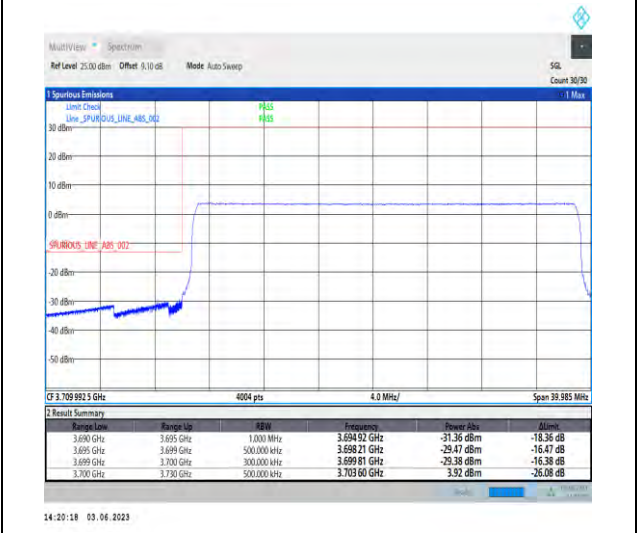 MultiView Spectrum
Ref Level 25.00 dBm Offset 9.10 dB Mode Auto Sweep SGL
Count 30/30
1 Spurious Emissions 1 Max
Limit Check PASS
Line _SPURIOUS_LINE_ABS_002 PASS
30 dBm
20 dBm
10 dBm
0 dBm
_SPURIOUS_LINE_ABS_002
-20 dBm
-30 dBm
-40 dBm
-50 dBm
CF 3.709 992 5 GHz 4004 pts 4.0 MHz/ Span 39.985 MHz
2 Result Summary
Range Low Range Up RBW Frequency Power Abs ΔLimit
3.690 GHz 3.695 GHz 1.000 MHz 3.694 92 GHz -31.36 dBm -18.36 dB
3.695 GHz 3.699 GHz 500.000 kHz 3.698 21 GHz -29.47 dBm -16.47 dB
3.699 GHz 3.700 GHz 300.000 kHz 3.699 81 GHz -29.38 dBm -16.38 dB
3.700 GHz 3.730 GHz 500.000 kHz 3.703 60 GHz 3.92 dBm -26.08 dB
14:20:18 03.06.2023